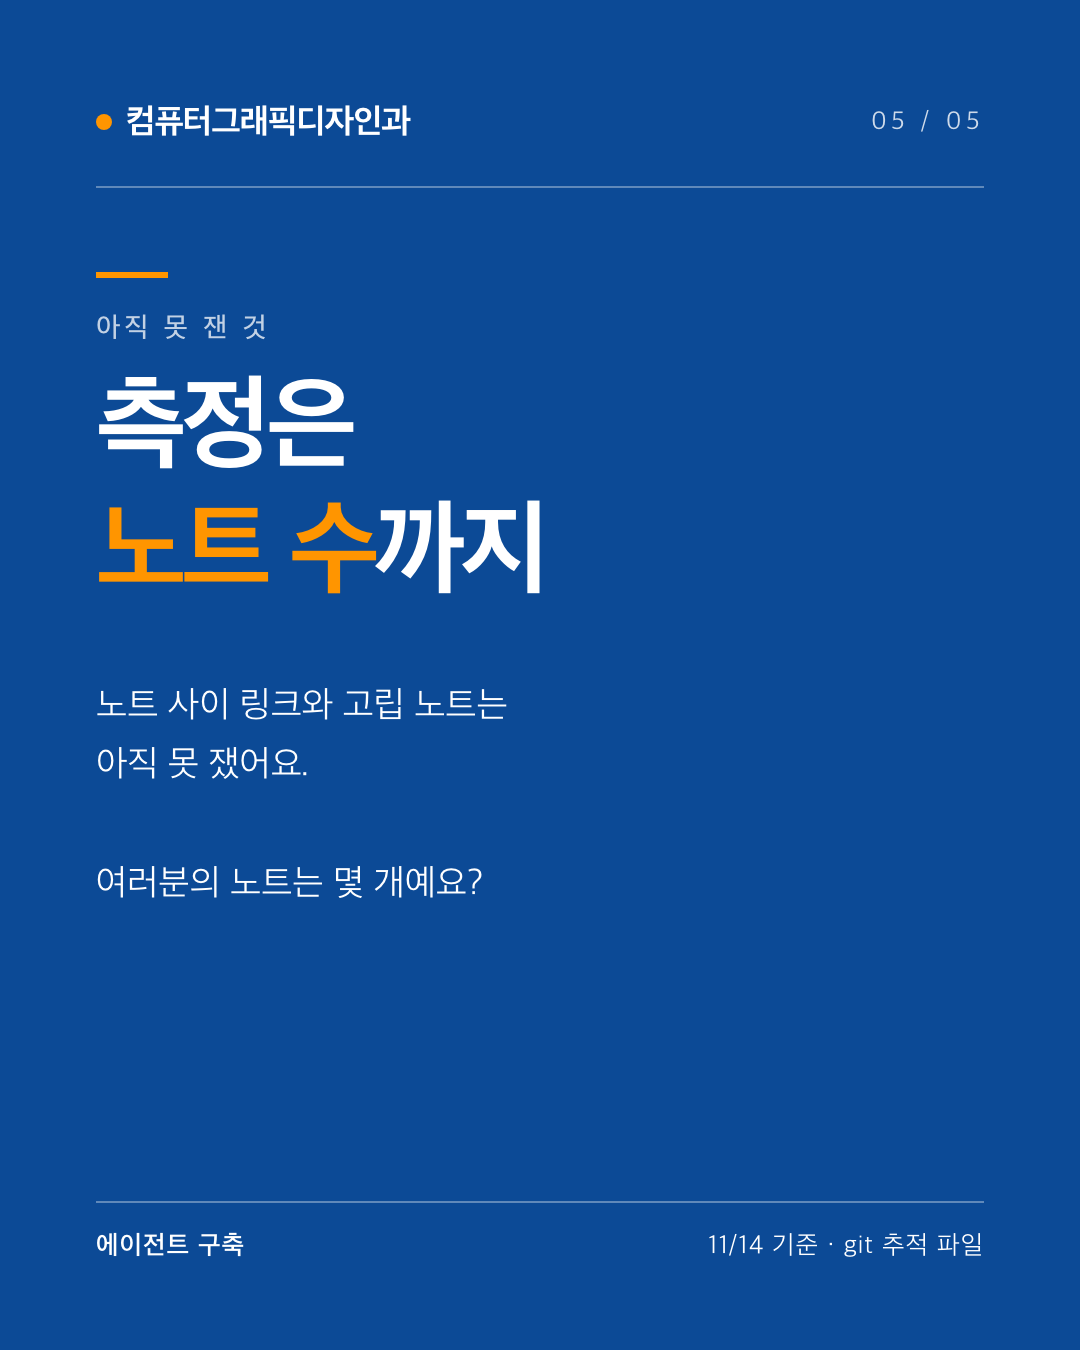 컴퓨터그래픽디자인과
05 / 05
아직 못 잰 것
측정은
노트 수까지
노트 사이 링크와 고립 노트는
아직 못 쟀어요.
여러분의 노트는 몇 개예요?
에이전트 구축
11/14 기준 · git 추적 파일